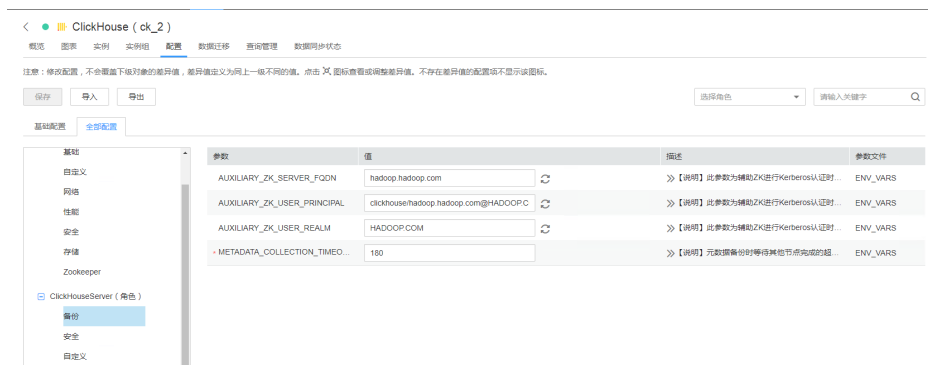 ClickHouse（ck_2）
概览 图表 实例 实例组 配置 数据迁移 查询管理 数据同步状态
注意：修改配置，不会覆盖下级对象的差异值，差异值定义为同上一级不同的值。点击 图标查看或调整差异值。不存在差异值的配置项不显示该图标。
保存 导入 导出 选择角色 请输入关键字
基础配置 全部配置
基础
自定义
网络
性能
安全
存储
Zookeeper
ClickHouseServer（角色）
备份
安全
自定义
参数 值 描述 参数文件
AUXILIARY_ZK_SERVER_FQDN hadoop.hadoop.com 【说明】此参数为辅助ZK进行Kerberos认证时... ENV_VARS
AUXILIARY_ZK_USER_PRINCIPAL clickhouse/hadoop.hadoop.com@HADOOP.C 【说明】此参数为辅助ZK进行Kerberos认证时... ENV_VARS
AUXILIARY_ZK_USER_REALM HADOOP.COM 【说明】此参数为辅助ZK进行Kerberos认证时... ENV_VARS
* METADATA_COLLECTION_TIMEO... 180 【说明】元数据备份时等待其他节点完成的超... ENV_VARS